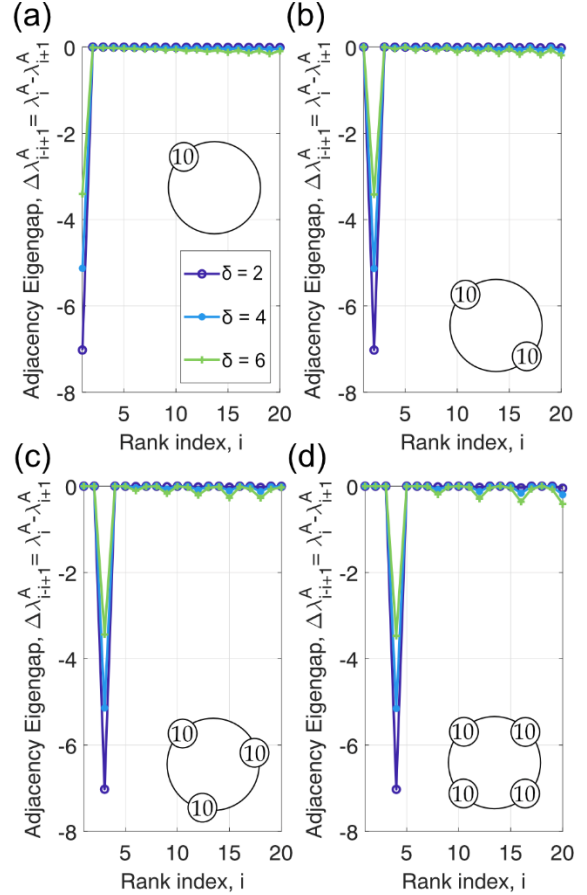 (a)
0
-2
-4
-6
-8
5 10 15 20
Rank index, i
Adjacency Eigengap, Δλ^A_{i-i+1} = λ^A_i-λ^A_{i+1}
10
δ = 2
δ = 4
δ = 6
(b)
0
-2
-4
-6
-8
5 10 15 20
Rank index, i
Adjacency Eigengap, Δλ^A_{i-i+1} = λ^A_i-λ^A_{i+1}
10
10
(c)
0
-2
-4
-6
-8
5 10 15 20
Rank index, i
Adjacency Eigengap, Δλ^A_{i-i+1} = λ^A_i-λ^A_{i+1}
10
10
10
(d)
0
-2
-4
-6
-8
5 10 15 20
Rank index, i
Adjacency Eigengap, Δλ^A_{i-i+1} = λ^A_i-λ^A_{i+1}
10 10
10 10